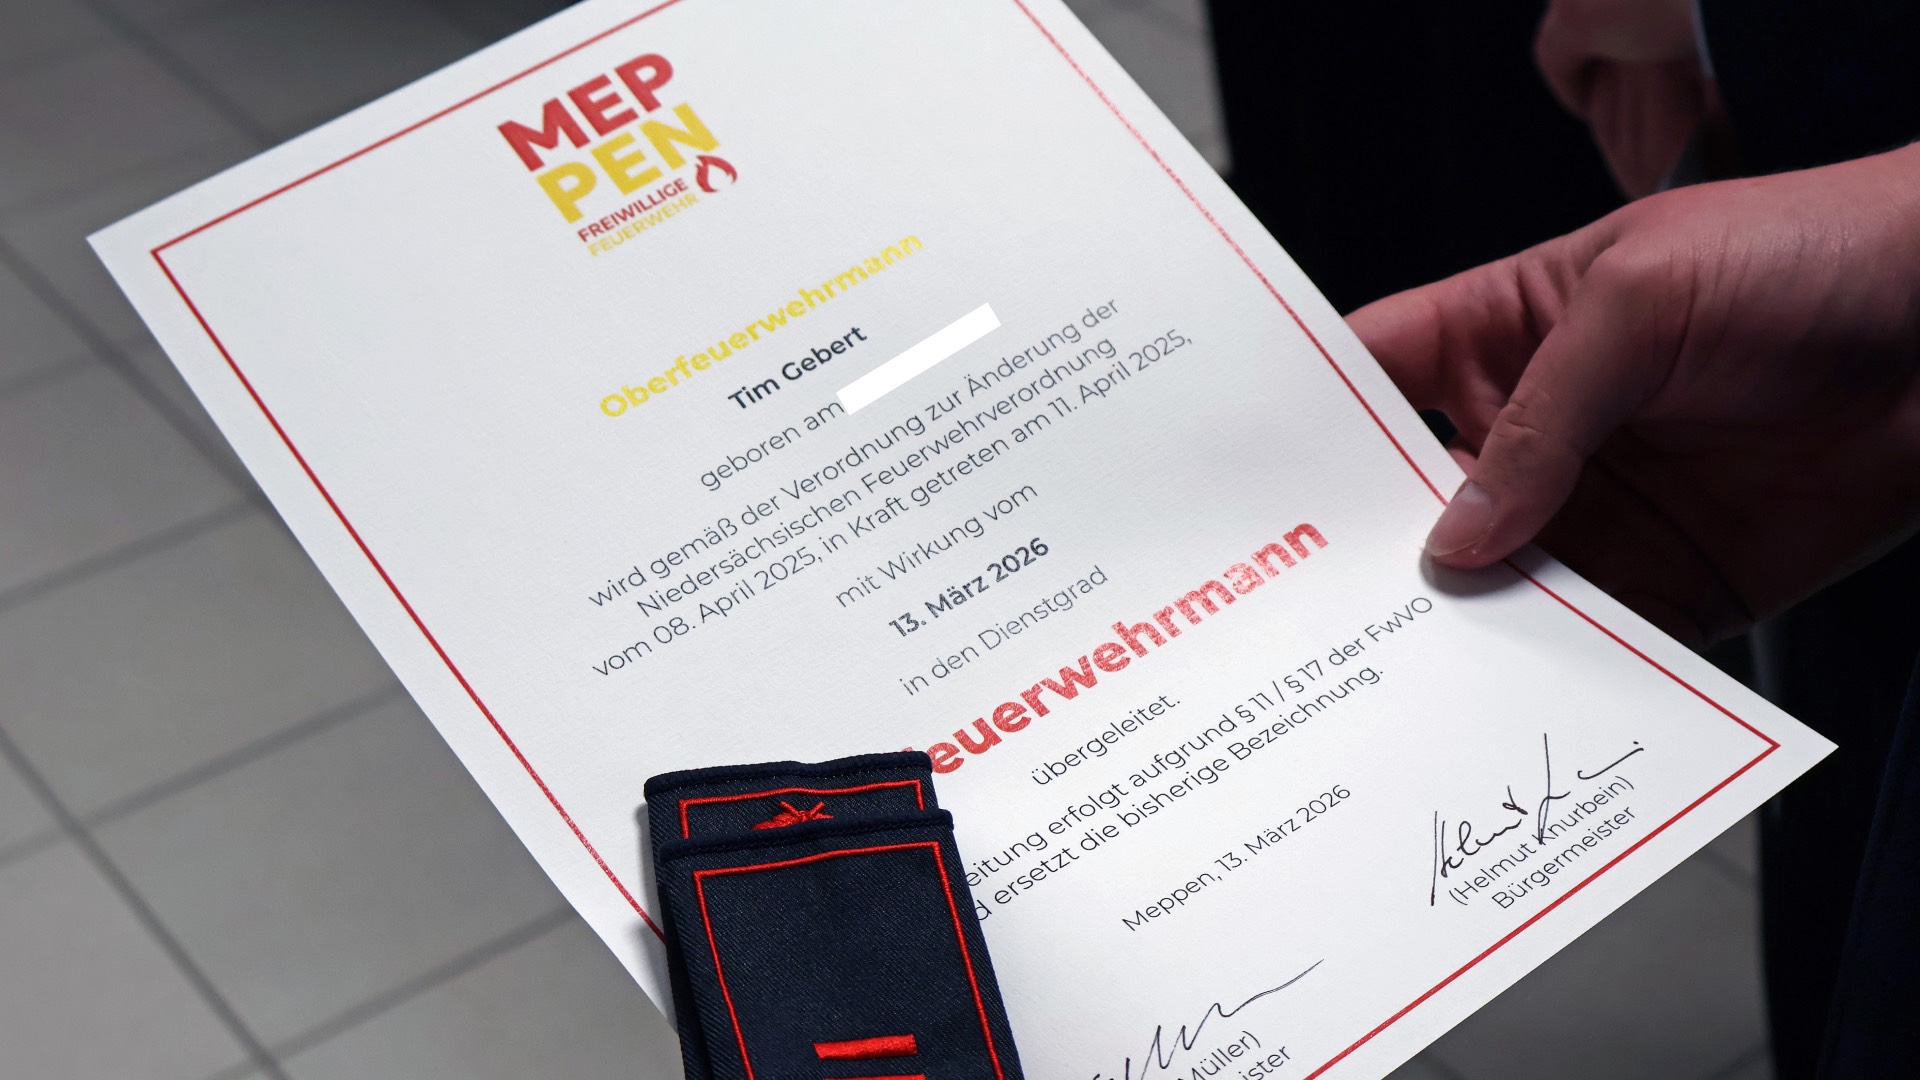 MEP
PEN
FREIWILLIGE
FEUERWEHR
Oberfeuerwehrmann
Tim Gebert
geboren am
wird gemäß der Verordnung zur Änderung der
Niedersächsischen Feuerwehrverordnung
vom 08. April 2025, in Kraft getreten am 11. April 2025,
mit Wirkung vom
13. März 2026
in den Dienstgrad
Feuerwehrmann
übergeleitet.
eitung erfolgt aufgrund § 11 / § 17 der FwVO
d ersetzt die bisherige Bezeichnung.
Meppen, 13. März 2026
(Helmut Knurbein)
Bürgermeister
Müller)
ister